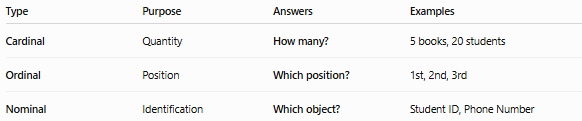 Type Purpose Answers Examples
Cardinal Quantity How many? 5 books, 20 students
Ordinal Position Which position? 1st, 2nd, 3rd
Nominal Identification Which object? Student ID, Phone Number